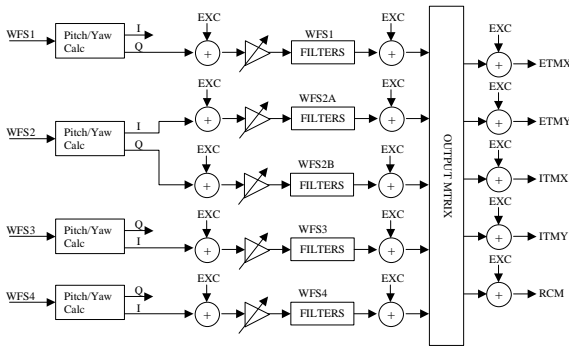 WFS1
Pitch/Yaw
Calc
I
Q
EXC
+
WFS1
FILTERS
EXC
+
WFS2
Pitch/Yaw
Calc
I
Q
EXC
+
WFS2A
FILTERS
EXC
+
EXC
+
WFS2B
FILTERS
EXC
+
WFS3
Pitch/Yaw
Calc
Q
I
EXC
+
WFS3
FILTERS
EXC
+
WFS4
Pitch/Yaw
Calc
Q
I
EXC
+
WFS4
FILTERS
EXC
+
OUTPUT MTRIX
EXC
+
ETMX
EXC
+
ETMY
EXC
+
ITMX
EXC
+
ITMY
EXC
+
RCM